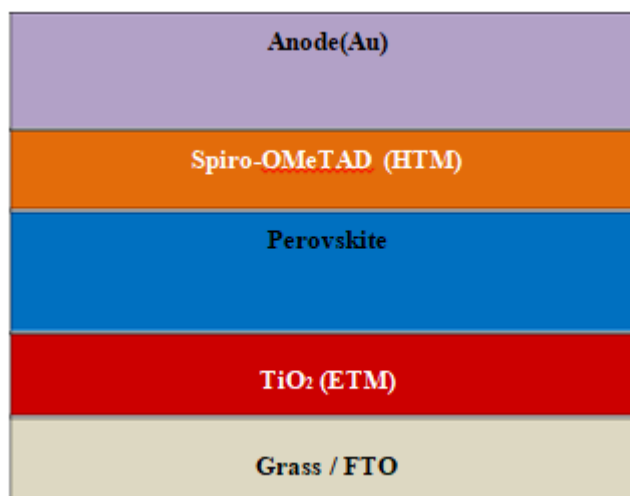 Anode(Au)
Spiro-OMeTAD (HTM)
Perovskite
TiO₂ (ETM)
Grass / FTO